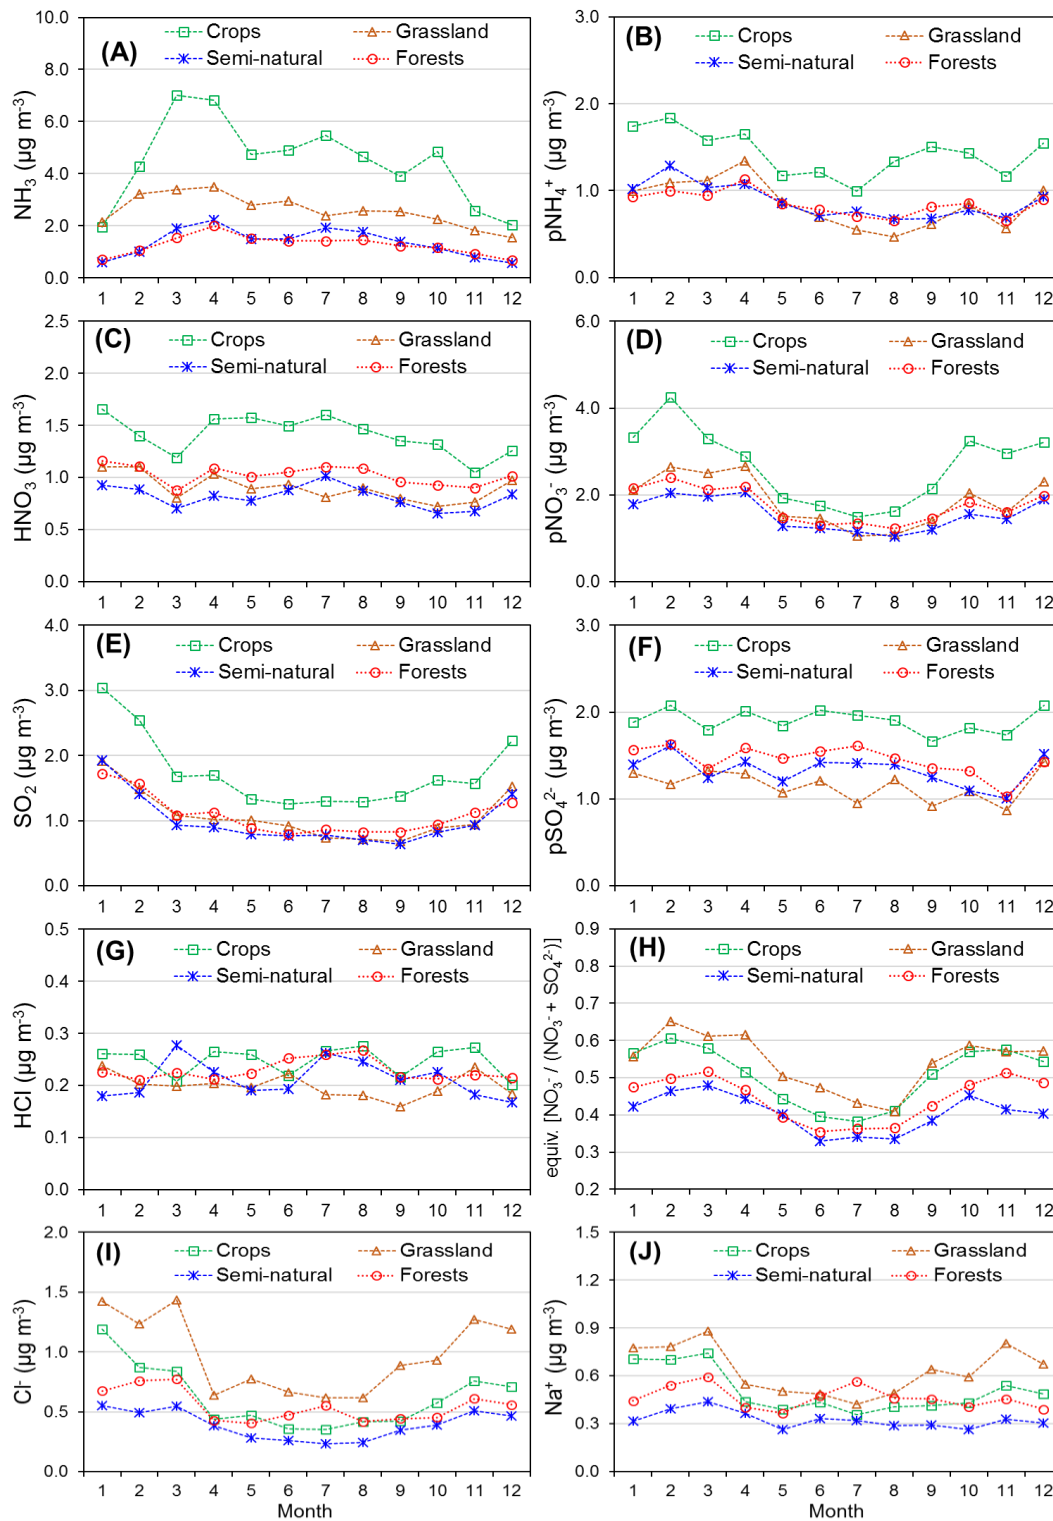 (A)
Crops
Grassland
Semi-natural
Forests
NH₃ (µg m⁻³)
10.0
8.0
6.0
4.0
2.0
0.0
1 2 3 4 5 6 7 8 9 10 11 12
(B)
Crops
Grassland
Semi-natural
Forests
pNH₄⁺ (µg m⁻³)
3.0
2.0
1.0
0.0
1 2 3 4 5 6 7 8 9 10 11 12
(C)
Crops
Grassland
Semi-natural
Forests
HNO₃ (µg m⁻³)
2.5
2.0
1.5
1.0
0.5
0.0
1 2 3 4 5 6 7 8 9 10 11 12
(D)
Crops
Grassland
Semi-natural
Forests
pNO₃⁻ (µg m⁻³)
6.0
4.0
2.0
0.0
1 2 3 4 5 6 7 8 9 10 11 12
(E)
Crops
Grassland
Semi-natural
Forests
SO₂ (µg m⁻³)
4.0
3.0
2.0
1.0
0.0
1 2 3 4 5 6 7 8 9 10 11 12
(F)
Crops
Grassland
Semi-natural
Forests
pSO₄²⁻ (µg m⁻³)
3.0
2.0
1.0
0.0
1 2 3 4 5 6 7 8 9 10 11 12
(G)
Crops
Grassland
Semi-natural
Forests
HCl (µg m⁻³)
0.5
0.4
0.3
0.2
0.1
0.0
1 2 3 4 5 6 7 8 9 10 11 12
(H)
Crops
Grassland
Semi-natural
Forests
equiv. [NO₃⁻ / (NO₃⁻ + SO₄²⁻)]
0.9
0.8
0.7
0.6
0.5
0.4
0.3
0.2
1 2 3 4 5 6 7 8 9 10 11 12
(I)
Crops
Grassland
Semi-natural
Forests
Cl⁻ (µg m⁻³)
2.0
1.5
1.0
0.5
0.0
1 2 3 4 5 6 7 8 9 10 11 12
Month
(J)
Crops
Grassland
Semi-natural
Forests
Na⁺ (µg m⁻³)
1.5
1.2
0.9
0.6
0.3
0.0
1 2 3 4 5 6 7 8 9 10 11 12
Month